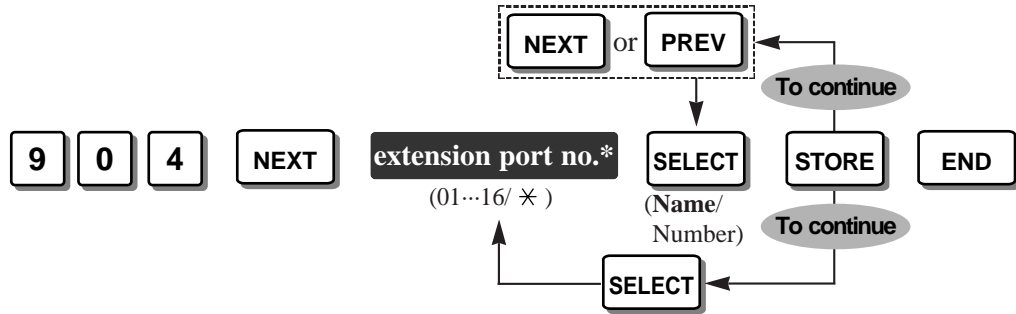 NEXT or PREV
To continue
9 0 4 NEXT extension port no.* SELECT STORE END
(01···16/ ✳ )
(Name/
Number)
To continue
SELECT